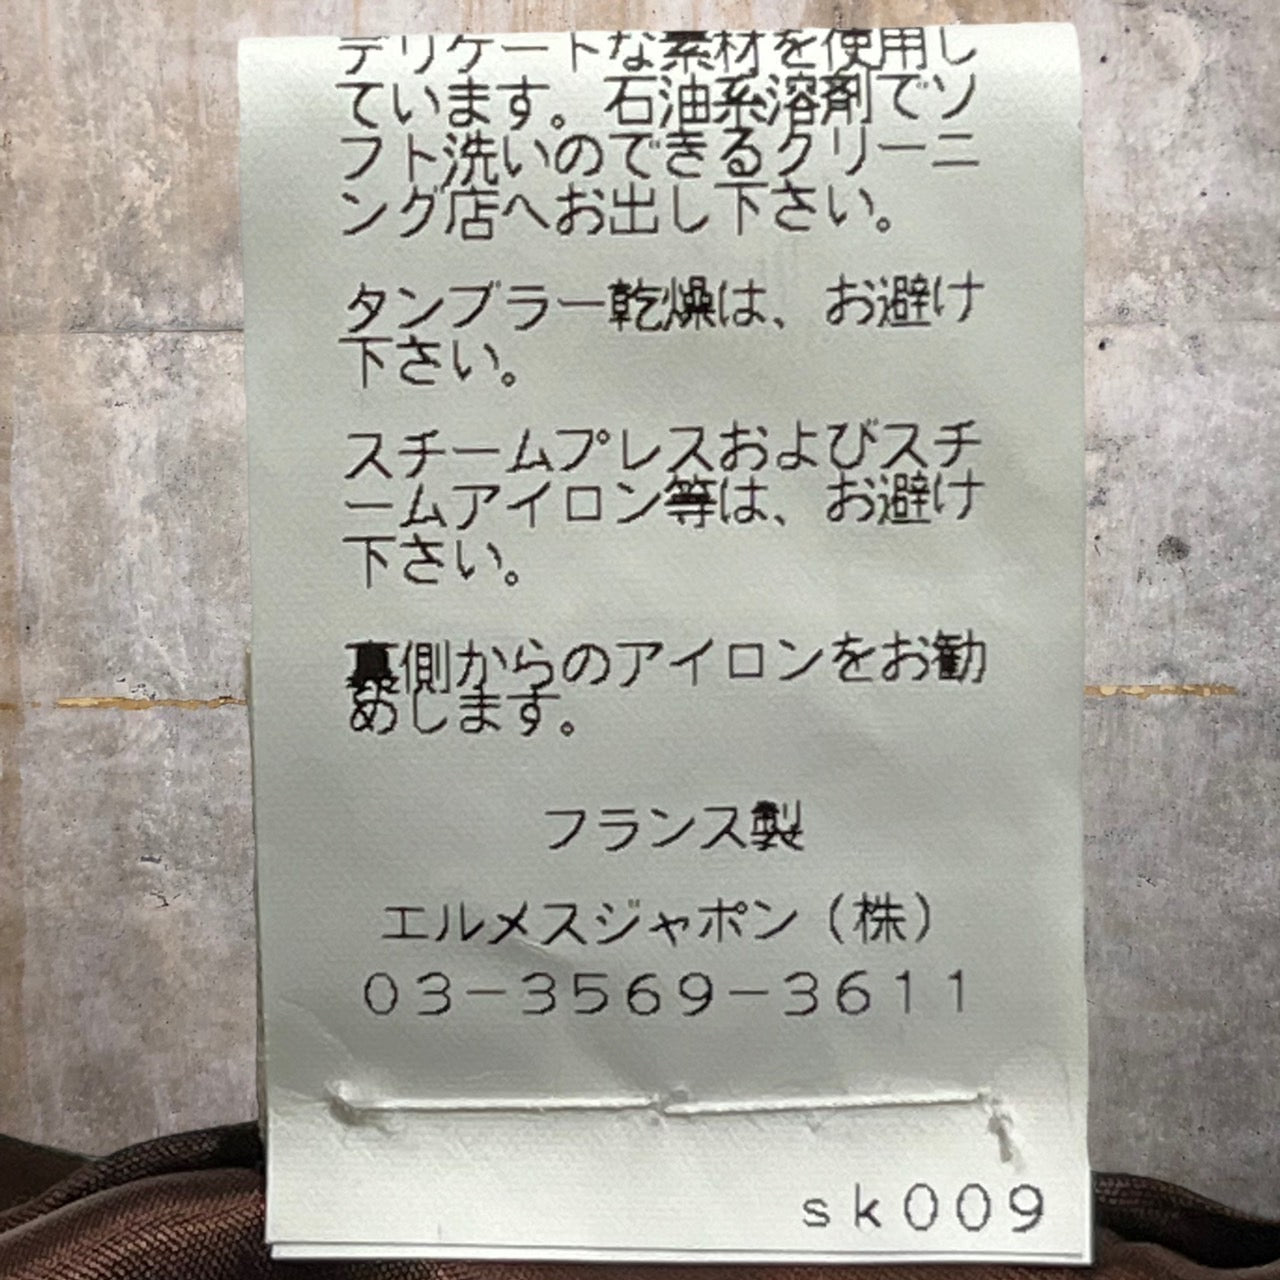 デリケートな素材を使用し
ています。石油系溶剤でソ
フト洗いのできるクリーニ
ング店へお出し下さい。
タンブラー乾燥は、お避け
下さい。
スチームプレスおよびスチ
ームアイロン等は、お避け
下さい。
裏側からのアイロンをお勧
めします。
フランス製
エルメスジャポン（株）
０３－３５６９－３６１１
ｓｋ００９